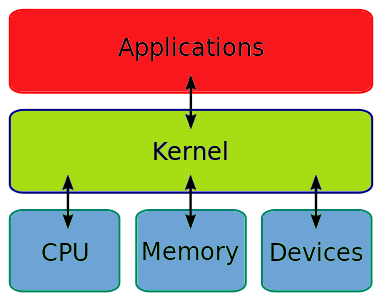 Applications
Kernel
CPU
Memory
Devices